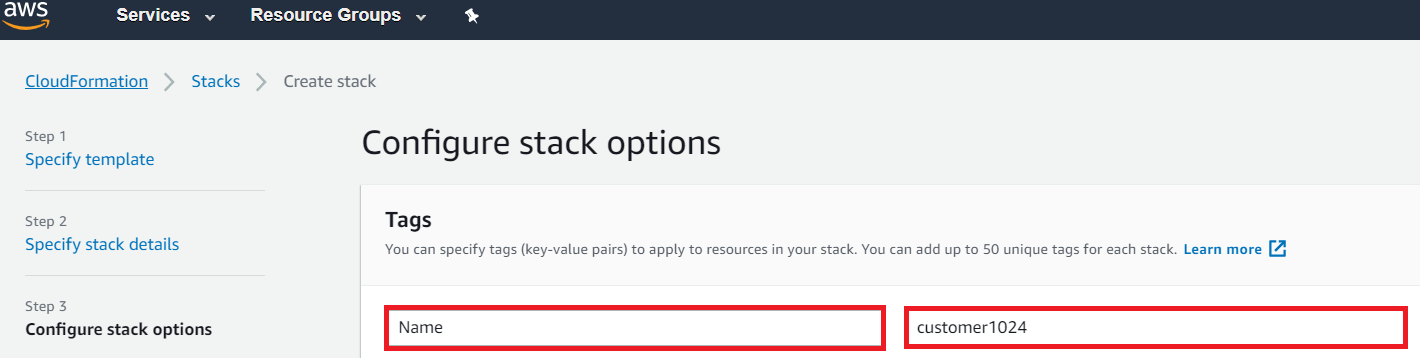 aws Services Resource Groups
CloudFormation Stacks Create stack
Step 1
Specify template
Step 2
Specify stack details
Step 3
Configure stack options
Configure stack options
Tags
You can specify tags (key-value pairs) to apply to resources in your stack. You can add up to 50 unique tags for each stack. Learn more
Name customer1024